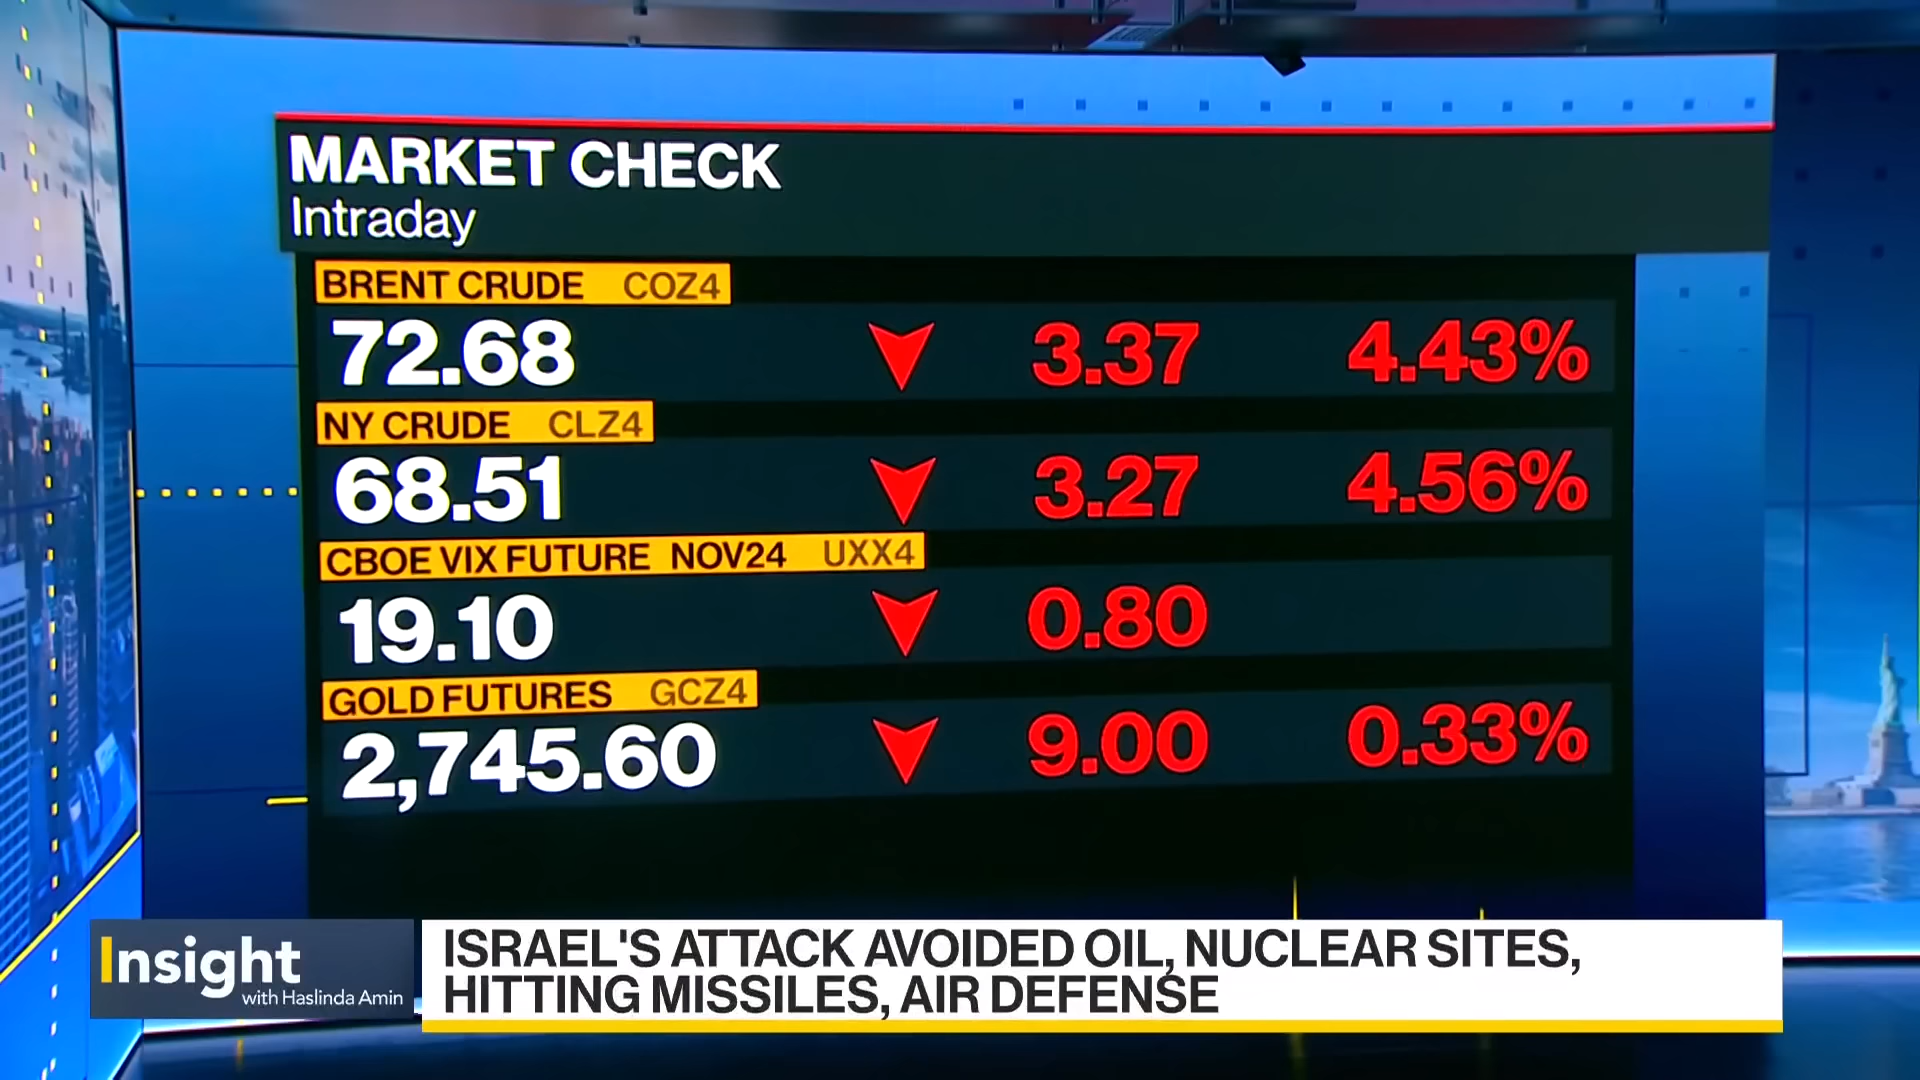 MARKET CHECK
Intraday
BRENT CRUDE COZ4
72.68 3.37 4.43%
NY CRUDE CLZ4
68.51 3.27 4.56%
CBOE VIX FUTURE NOV24 UXX4
19.10 0.80
GOLD FUTURES GCZ4
2,745.60 9.00 0.33%
Insight
with Haslinda Amin
ISRAEL'S ATTACK AVOIDED OIL, NUCLEAR SITES,
HITTING MISSILES, AIR DEFENSE